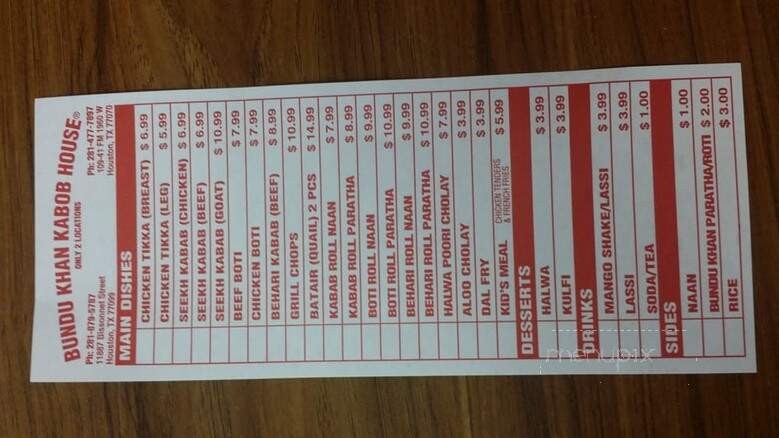 BUNDU KHAN KABOB HOUSE®
ONLY 2 LOCATIONS
Ph: 281-879-5787 Ph: 281-477-7897
11887 Bissonnet Street 109-41 FM 1960 W
Houston, TX 77099 Houston, TX 77070
MAIN DISHES
CHICKEN TIKKA (BREAST) $ 6.99
CHICKEN TIKKA (LEG) $ 5.99
SEEKH KABAB (CHICKEN) $ 6.99
SEEKH KABAB (BEEF) $ 6.99
SEEKH KABAB (GOAT) $ 10.99
BEEF BOTI $ 7.99
CHICKEN BOTI $ 7.99
BEHARI KABAB (BEEF) $ 8.99
GRILL CHOPS $ 10.99
BATAIR (QUAIL) 2 PCS $ 14.99
KABAB ROLL NAAN $ 7.99
KABAB ROLL PARATHA $ 8.99
BOTI ROLL NAAN $ 9.99
BOTI ROLL PARATHA $ 10.99
BEHARI ROLL NAAN $ 9.99
BEHARI ROLL PARATHA $ 10.99
HALWA POORI CHOLAY $ 7.99
ALOO CHOLAY $ 3.99
DAL FRY $ 3.99
KID'S MEAL CHICKEN TENDERS & FRENCH FRIES $ 5.99
DESSERTS
HALWA $ 3.99
KULFI $ 3.99
DRINKS
MANGO SHAKE/LASSI $ 3.99
LASSI $ 3.99
SODA/TEA $ 1.00
SIDES
NAAN $ 1.00
BUNDU KHAN PARATHA/ROTI $ 2.00
RICE $ 3.00
menupix